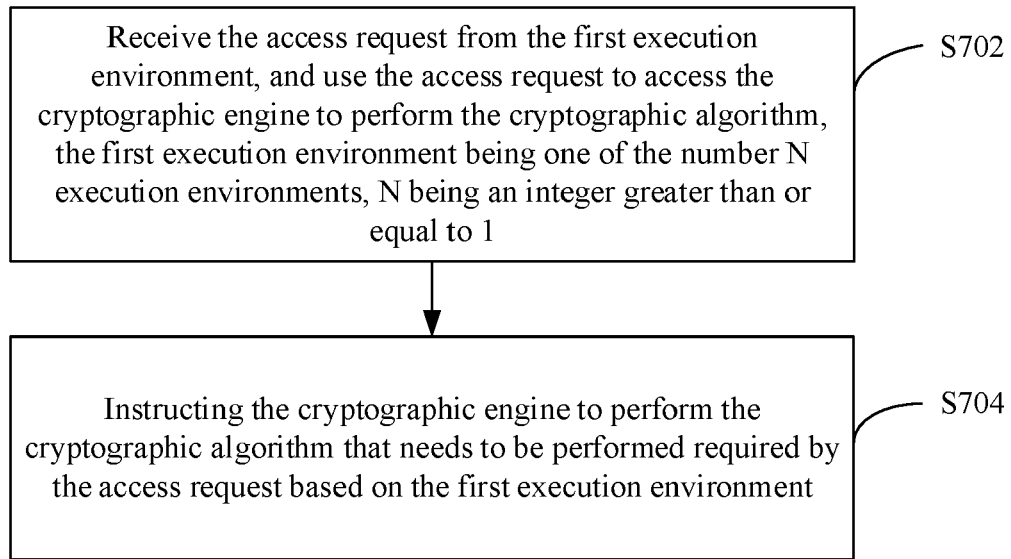 Receive the access request from the first execution
environment, and use the access request to access the
cryptographic engine to perform the cryptographic algorithm,
the first execution environment being one of the number N
execution environments, N being an integer greater than or
equal to 1
S702
Instructing the cryptographic engine to perform the
cryptographic algorithm that needs to be performed required by
the access request based on the first execution environment
S704